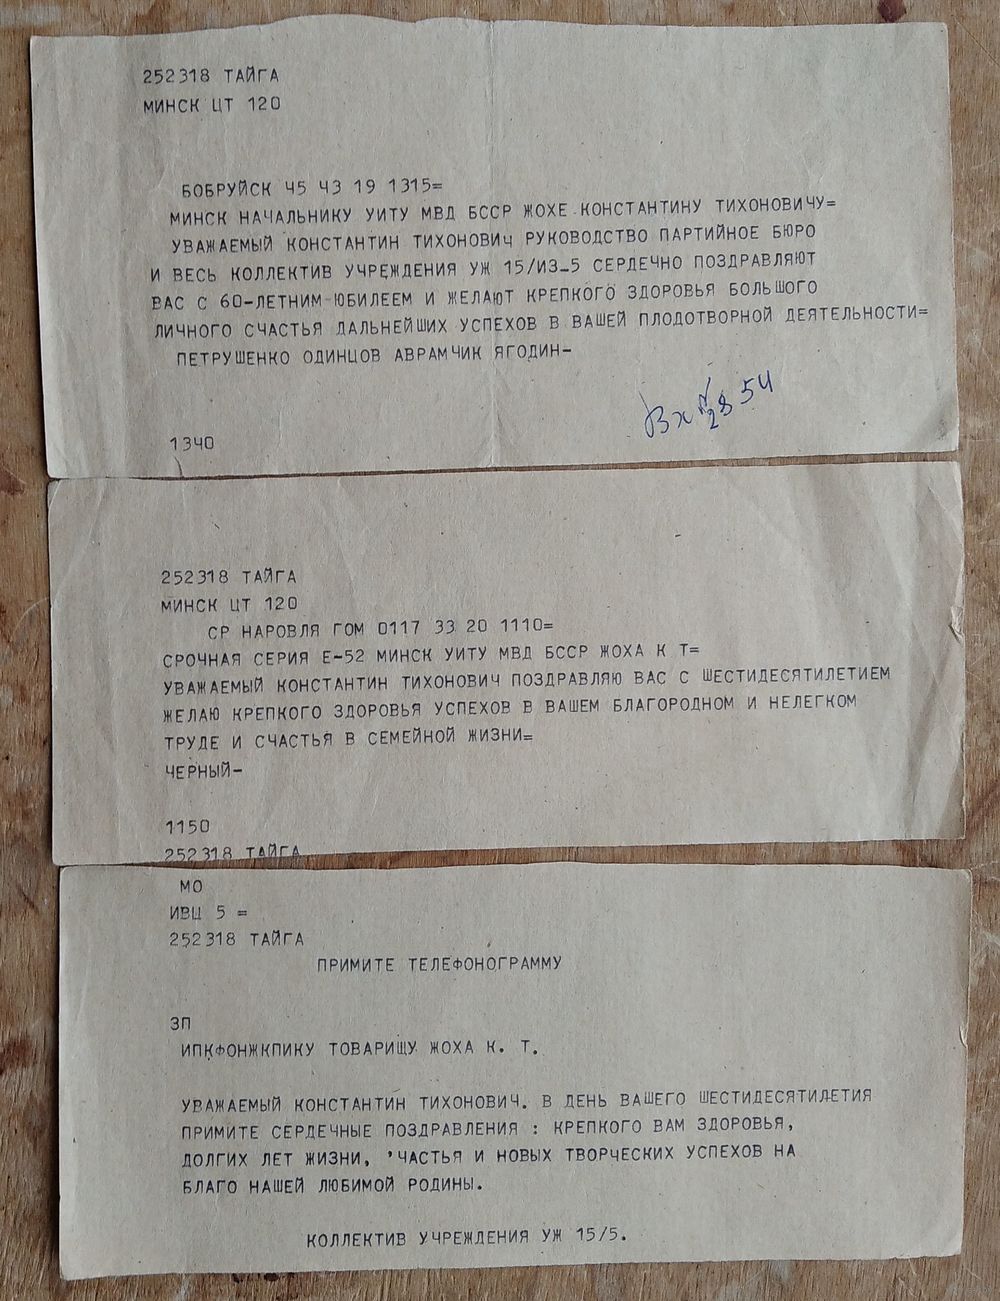 252318 ТАЙГА
МИНСК ЦТ 120
БОБРУЙСК Ч5 ЧЗ 19 1315=
МИНСК НАЧАЛЬНИКУ УИТУ МВД БССР ЖОХЕ КОНСТАНТИНУ ТИХОНОВИЧУ=
УВАЖАЕМЫЙ КОНСТАНТИН ТИХОНОВИЧ РУКОВОДСТВО ПАРТИЙНОЕ БЮРО
И ВЕСЬ КОЛЛЕКТИВ УЧРЕЖДЕНИЯ УЖ 15/ИЗ-5 СЕРДЕЧНО ПОЗДРАВЛЯЮТ
ВАС С 60-ЛЕТНИМ ЮБИЛЕЕМ И ЖЕЛАЮТ КРЕПКОГО ЗДОРОВЬЯ БОЛЬШОГО
ЛИЧНОГО СЧАСТЬЯ ДАЛЬНЕЙШИХ УСПЕХОВ В ВАШЕЙ ПЛОДОТВОРНОЙ ДЕЯТЕЛЬНОСТИ=
ПЕТРУШЕНКО ОДИНЦОВ АВРАМЧИК ЯГОДИН-
Вх №
28 54
13Ч0
252318 ТАЙГА
МИНСК ЦТ 120
СР НАРОВЛЯ ГОМ 0117 33 20 1110=
СРОЧНАЯ СЕРИЯ Е-52 МИНСК УИТУ МВД БССР ЖОХА К Т=
УВАЖАЕМЫЙ КОНСТАНТИН ТИХОНОВИЧ ПОЗДРАВЛЯЮ ВАС С ШЕСТИДЕСЯТИЛЕТИЕМ
ЖЕЛАЮ КРЕПКОГО ЗДОРОВЬЯ УСПЕХОВ В ВАШЕМ БЛАГОРОДНОМ И НЕЛЕГКОМ
ТРУДЕ И СЧАСТЬЯ В СЕМЕЙНОЙ ЖИЗНИ=
ЧЕРНЫЙ-
1150
252318 ТАЙГА
МО
ИВЦ 5 =
252318 ТАЙГА
ПРИМИТЕ ТЕЛЕФОНОГРАММУ
ЗП
ИПКФОНЖКПИКУ ТОВАРИЩУ ЖОХА К. Т.
УВАЖАЕМЫЙ КОНСТАНТИН ТИХОНОВИЧ. В ДЕНЬ ВАШЕГО ШЕСТИДЕСЯТИЛЕТИЯ
ПРИМИТЕ СЕРДЕЧНЫЕ ПОЗДРАВЛЕНИЯ : КРЕПКОГО ВАМ ЗДОРОВЬЯ,
ДОЛГИХ ЛЕТ ЖИЗНИ, 'ЧАСТЬЯ И НОВЫХ ТВОРЧЕСКИХ УСПЕХОВ НА
БЛАГО НАШЕЙ ЛЮБИМОЙ РОДИНЫ.
КОЛЛЕКТИВ УЧРЕЖДЕНИЯ УЖ 15/5.